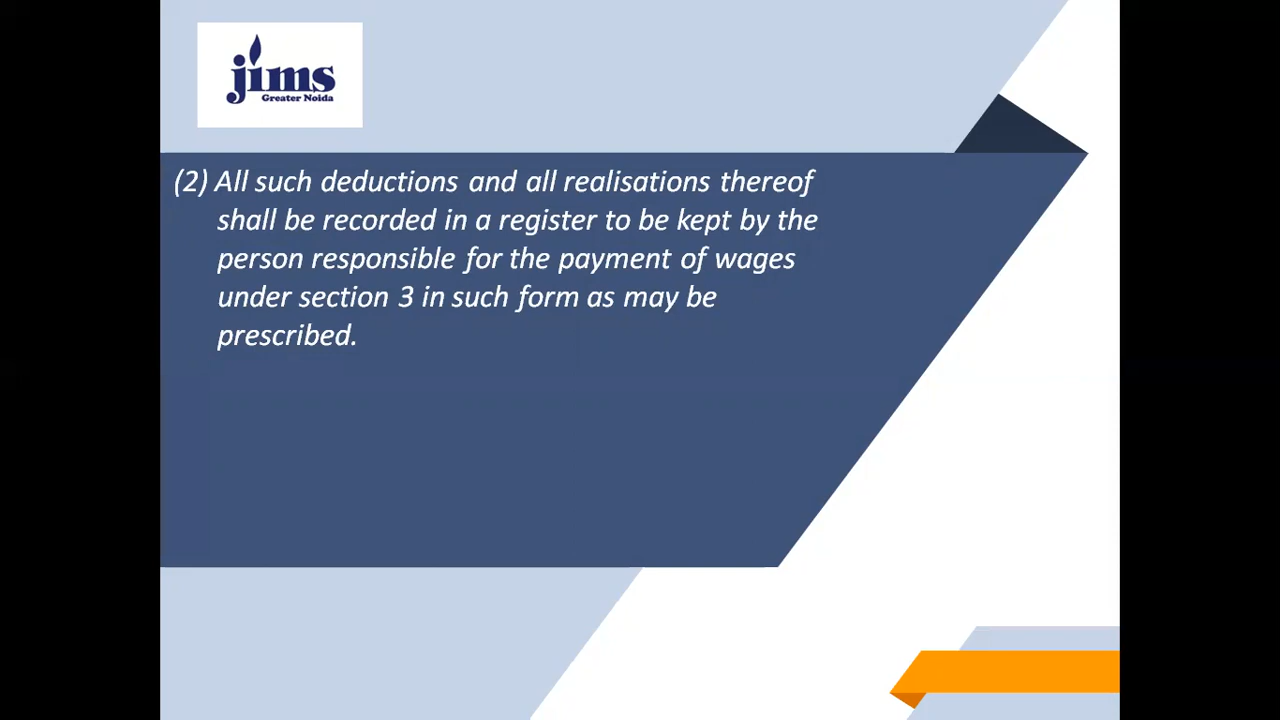 jims
Greater Noida
(2) All such deductions and all realisations thereof
shall be recorded in a register to be kept by the
person responsible for the payment of wages
under section 3 in such form as may be
prescribed.